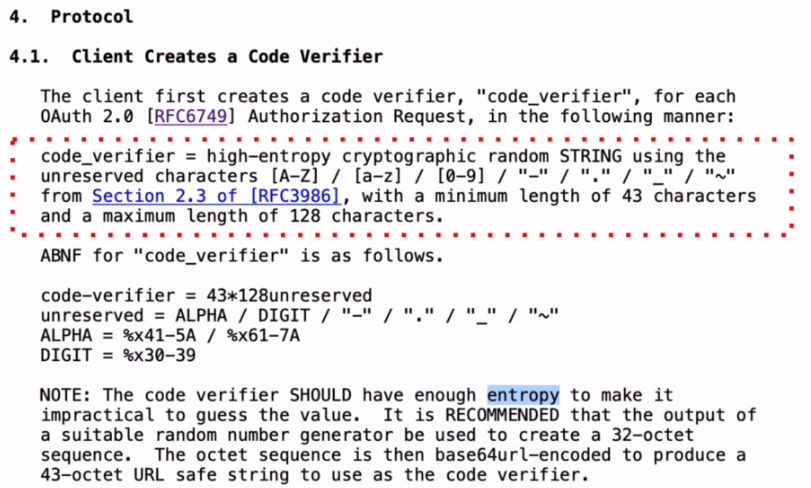 4.  Protocol
4.1.  Client Creates a Code Verifier
The client first creates a code verifier, "code_verifier", for each
OAuth 2.0 [RFC6749] Authorization Request, in the following manner:
code_verifier = high-entropy cryptographic random STRING using the
unreserved characters [A-Z] / [a-z] / [0-9] / "-" / "." / "_" / "~"
from Section 2.3 of [RFC3986], with a minimum length of 43 characters
and a maximum length of 128 characters.
ABNF for "code_verifier" is as follows.
code-verifier = 43*128unreserved
unreserved = ALPHA / DIGIT / "-" / "." / "_" / "~"
ALPHA = %x41-5A / %x61-7A
DIGIT = %x30-39
NOTE: The code verifier SHOULD have enough entropy to make it
impractical to guess the value.  It is RECOMMENDED that the output of
a suitable random number generator be used to create a 32-octet
sequence.  The octet sequence is then base64url-encoded to produce a
43-octet URL safe string to use as the code verifier.